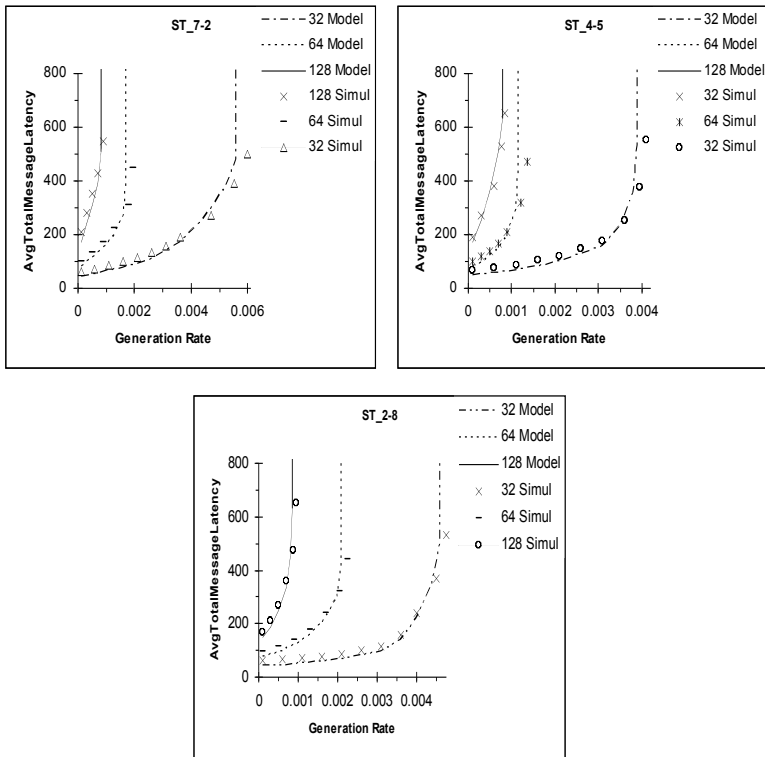 ST_7-2
32 Model
64 Model
128 Model
128 Simul
64 Simul
32 Simul
AvgTotalMessageLatency
800
600
400
200
0
0 0.002 0.004 0.006
Generation Rate
ST_4-5
32 Model
64 Model
128 Model
32 Simul
64 Simul
32 Simul
AvgTotalMessageLatency
800
600
400
200
0
0 0.001 0.002 0.003 0.004
Generation Rate
ST_2-8
32 Model
64 Model
128 Model
32 Simul
64 Simul
128 Simul
AvgTotalMessageLatency
800
600
400
200
0
0 0.001 0.002 0.003 0.004
Generation Rate